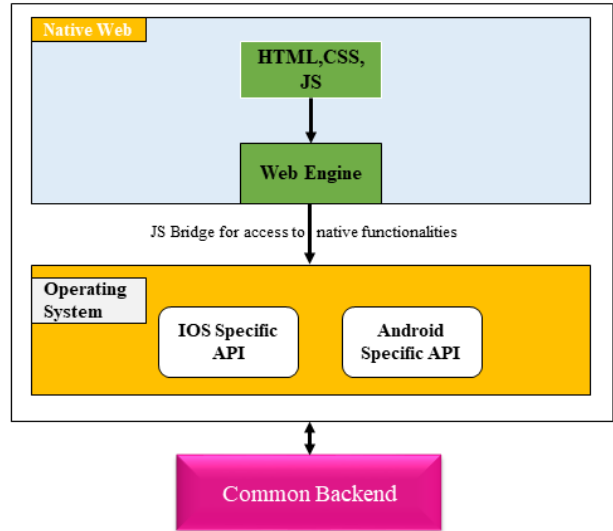 Native Web
HTML,CSS,
JS
Web Engine
JS Bridge for access to native functionalities
Operating
System
IOS Specific
API
Android
Specific API
Common Backend